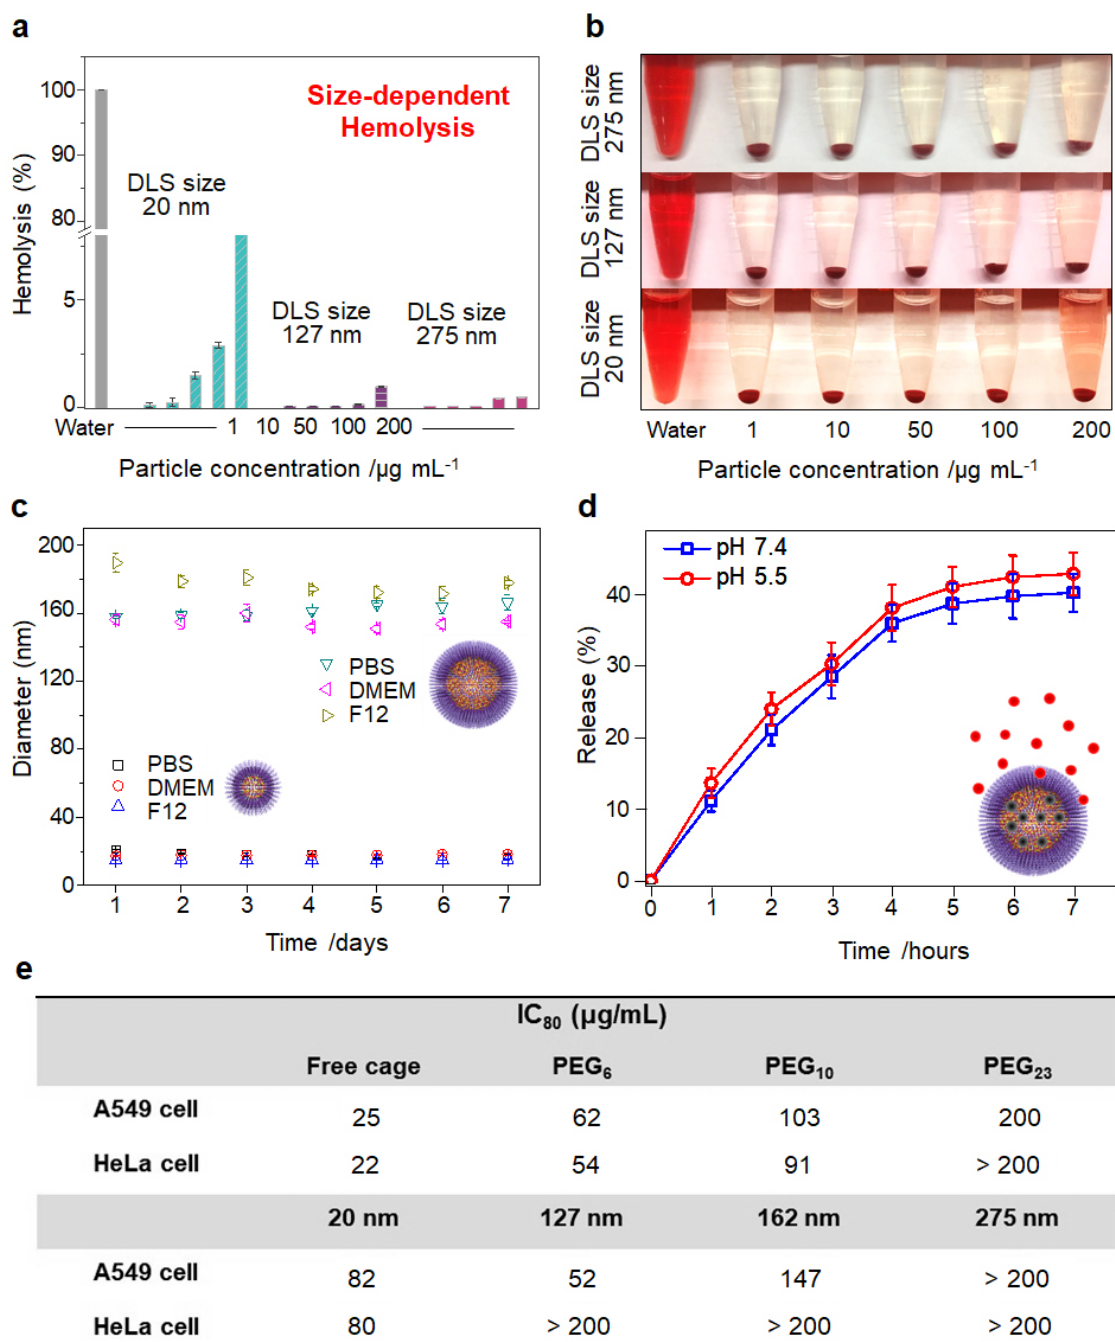 a
100
90
80
5
0
Hemolysis (%)
Size-dependent
Hemolysis
DLS size
20 nm
DLS size
127 nm
DLS size
275 nm
Water 1 10 50 100 200
Particle concentration /µg mL⁻¹
b
DLS size
275 nm
DLS size
127 nm
DLS size
20 nm
Water 1 10 50 100 200
Particle concentration /µg mL⁻¹
c
200
160
120
80
40
0
Diameter (nm)
PBS
DMEM
F12
PBS
DMEM
F12
1 2 3 4 5 6 7
Time /days
d
40
30
20
10
0
Release (%)
pH 7.4
pH 5.5
0 1 2 3 4 5 6 7
Time /hours
e
IC₈₀ (µg/mL)
Free cage PEG₆ PEG₁₀ PEG₂₃
A549 cell 25 62 103 200
HeLa cell 22 54 91 > 200
20 nm 127 nm 162 nm 275 nm
A549 cell 82 52 147 > 200
HeLa cell 80 > 200 > 200 > 200